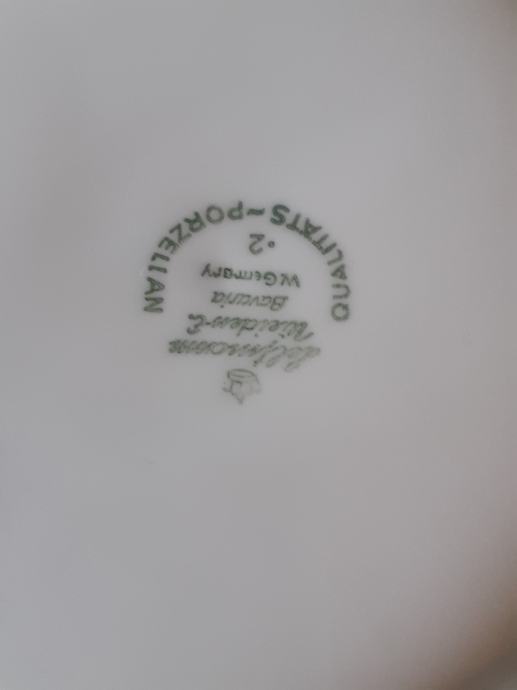 Seltmann
Weiden-E.
Bavaria
W.Germany
•2
QUALITATS~PORZELLAN